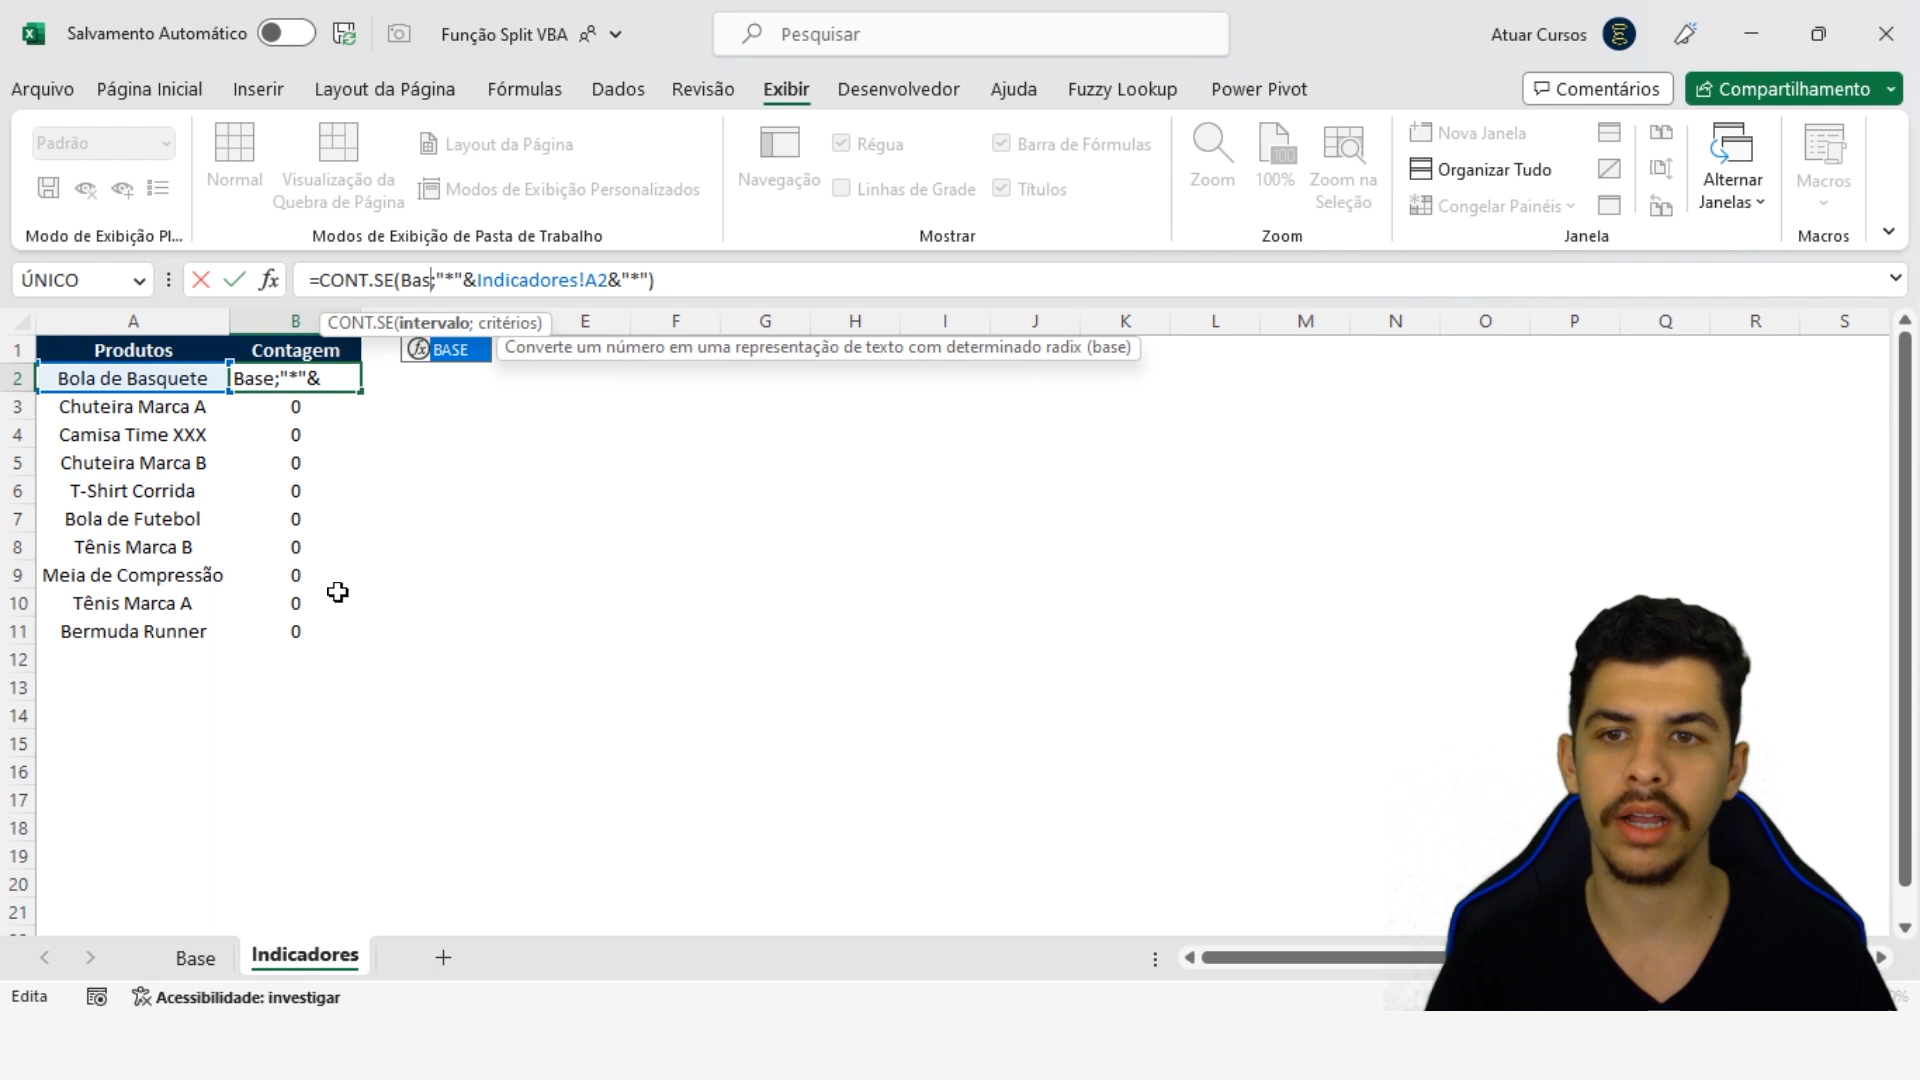 Salvamento Automático
Função Split VBA
Pesquisar
Atuar Cursos
Arquivo Página Inicial Inserir Layout da Página Fórmulas Dados Revisão Exibir Desenvolvedor Ajuda Fuzzy Lookup Power Pivot
Comentários
Compartilhamento
Padrão
Normal
Visualização da
Quebra de Página
Layout da Página
Modos de Exibição Personalizados
Navegação
Régua
Barra de Fórmulas
Linhas de Grade
Títulos
Zoom
100
100%
Zoom na
Seleção
Nova Janela
Organizar Tudo
Congelar Painéis
Alternar
Janelas
Macros
Modo de Exibição Pl...
Modos de Exibição de Pasta de Trabalho
Mostrar
Zoom
Janela
Macros
ÚNICO
fx
=CONT.SE(Bas;"*"&Indicadores!A2&"*")
CONT.SE(intervalo; critérios)
A B E F G H I J K L M N O P Q R S
BASE
Converte um número em uma representação de texto com determinado radix (base)
1 Produtos Contagem
2 Bola de Basquete Base;"*"&
3 Chuteira Marca A 0
4 Camisa Time XXX 0
5 Chuteira Marca B 0
6 T-Shirt Corrida 0
7 Bola de Futebol 0
8 Tênis Marca B 0
9 Meia de Compressão 0
10 Tênis Marca A 0
11 Bermuda Runner 0
12
13
14
15
16
17
18
19
20
21
Base
Indicadores
Edita
Acessibilidade: investigar